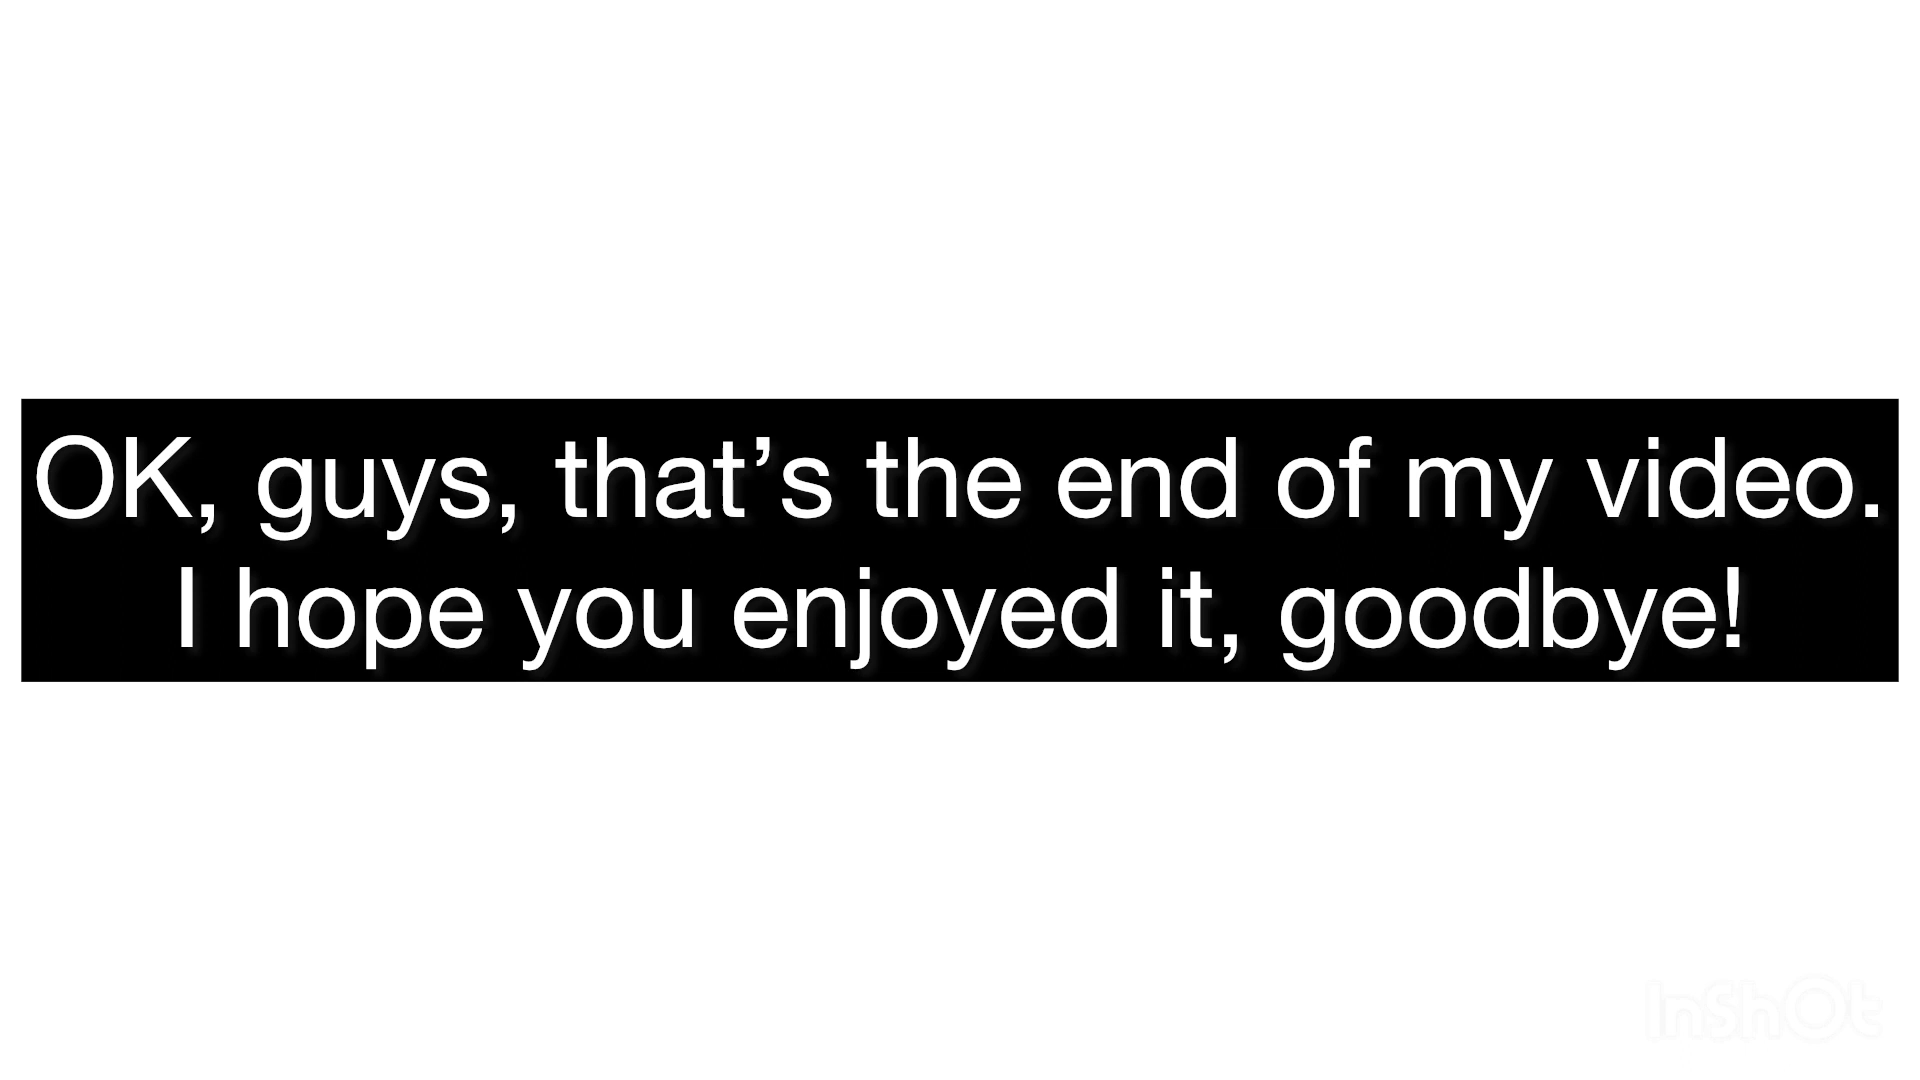 OK, guys, that’s the end of my video.
I hope you enjoyed it, goodbye!
InShOt